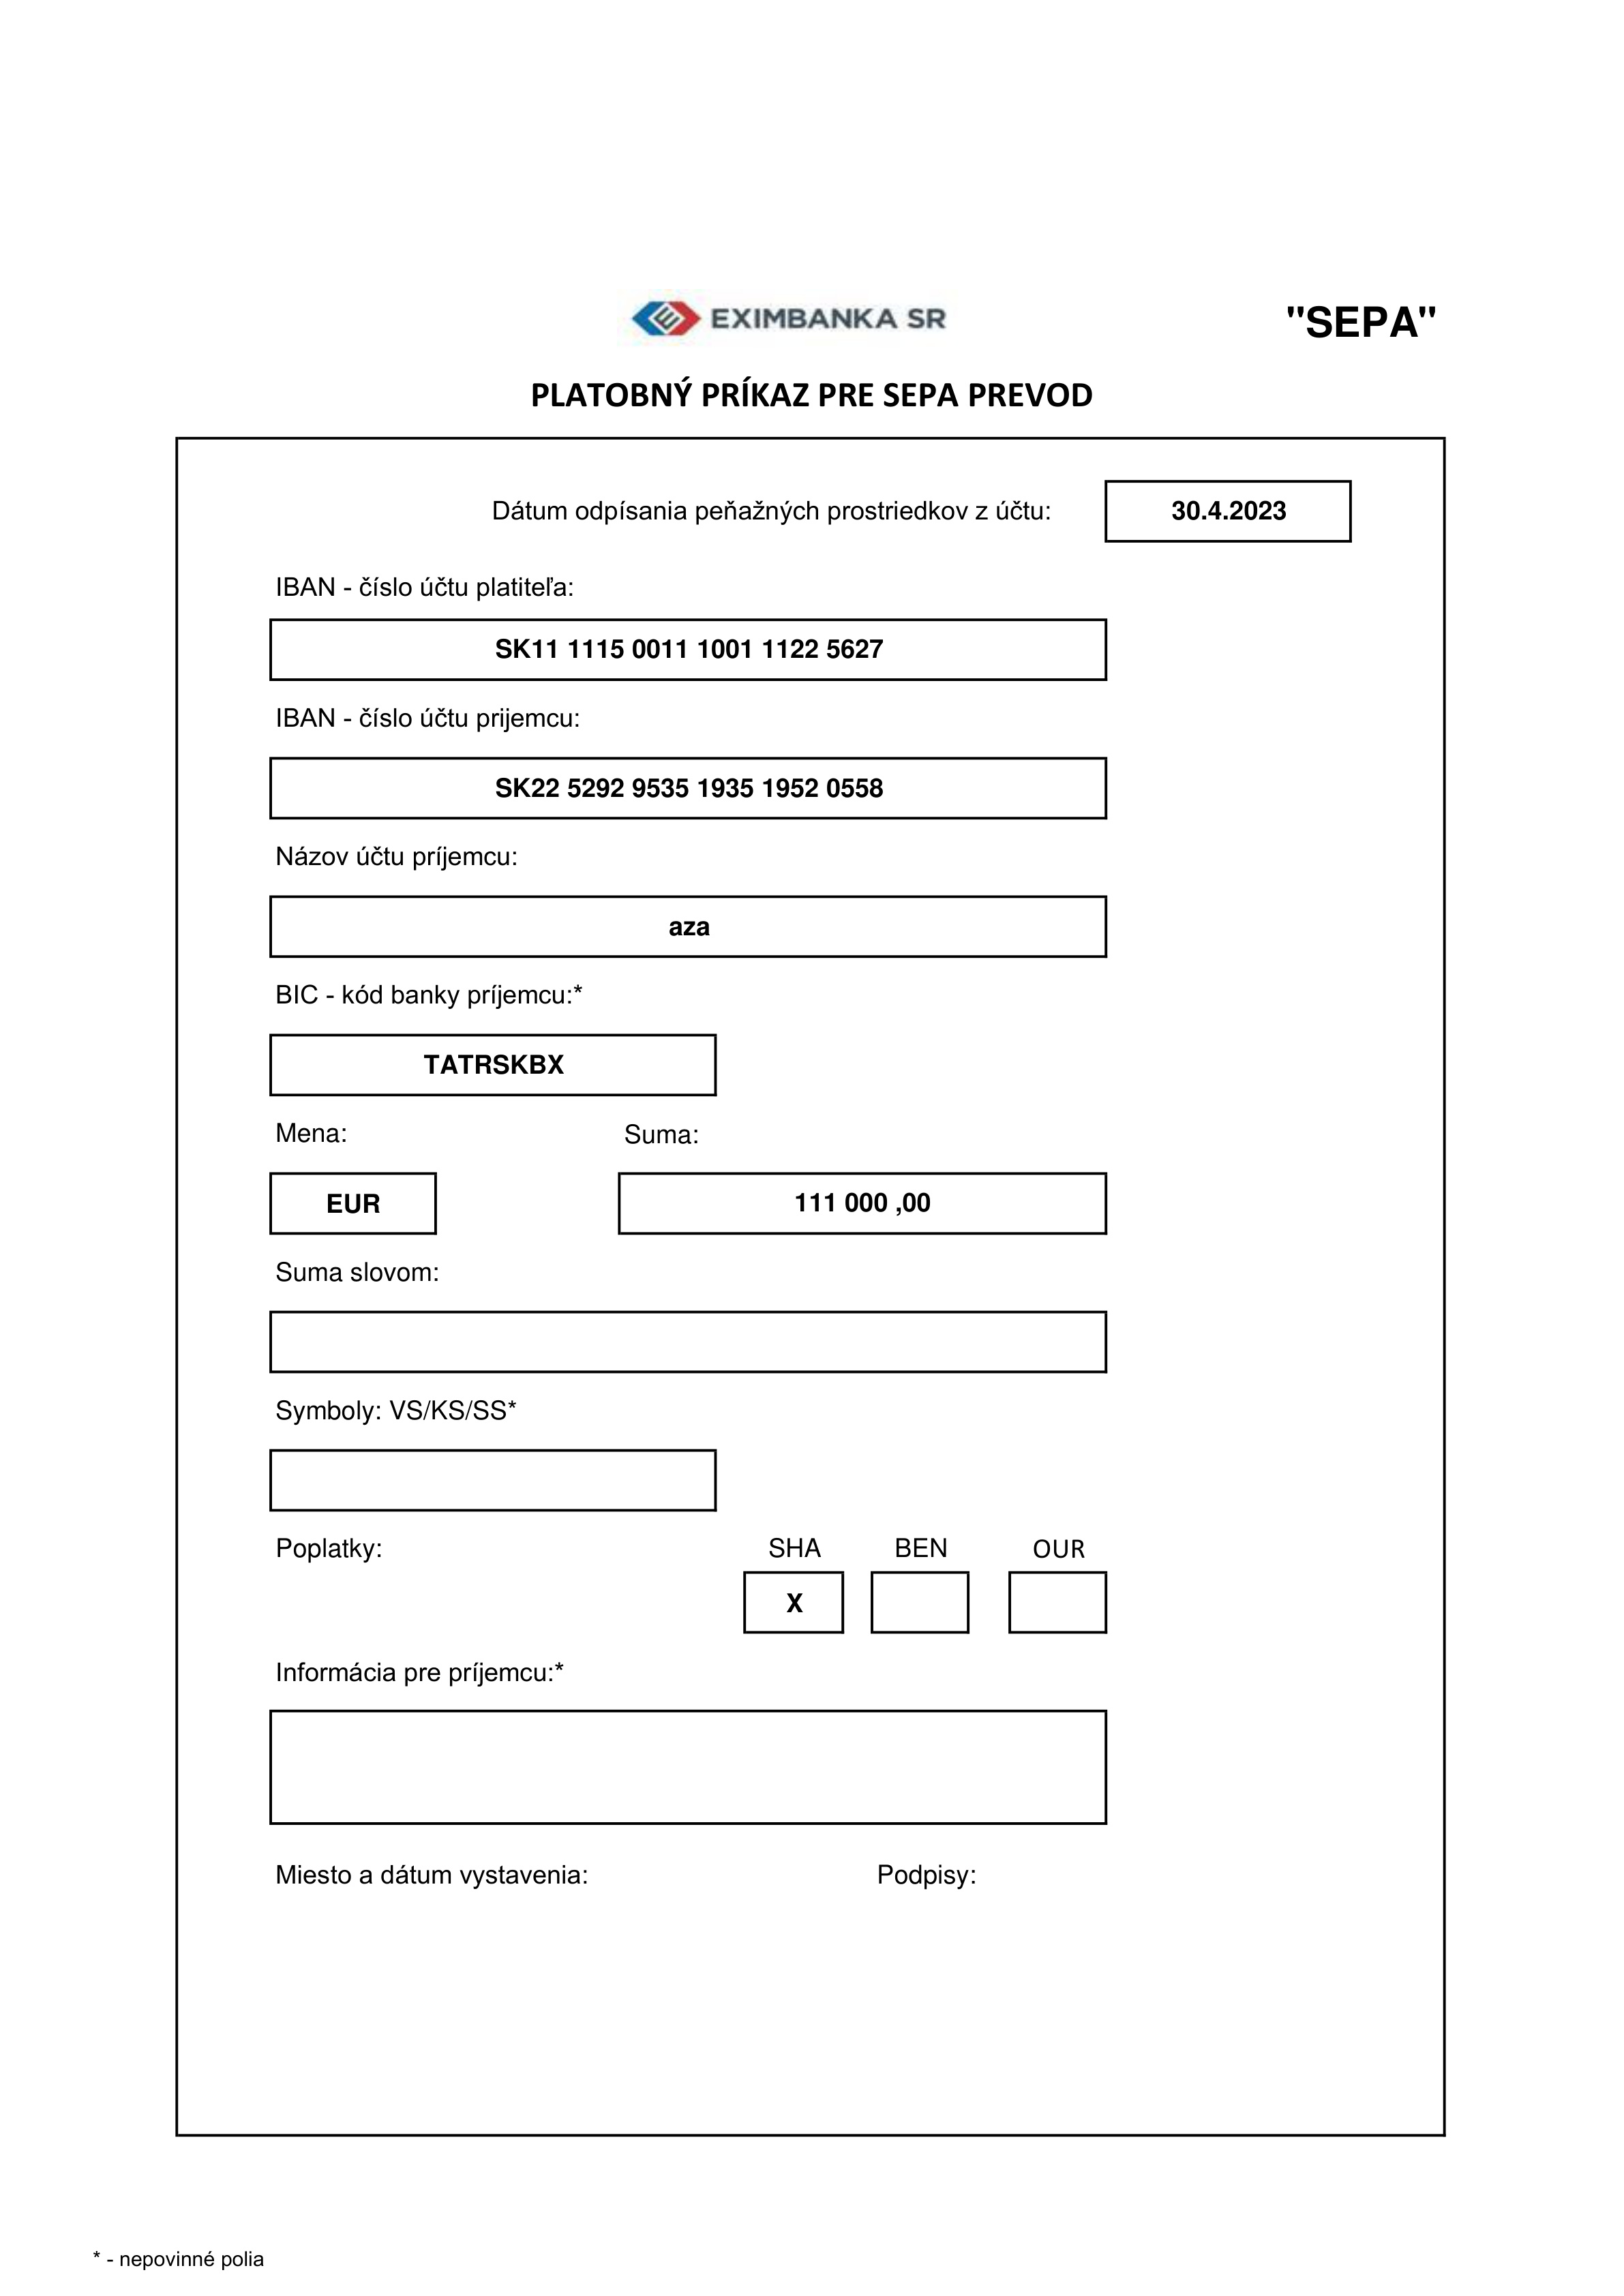 EXIMBANKA SR
"SEPA"
PLATOBNÝ PRÍKAZ PRE SEPA PREVOD
Dátum odpísania peňažných prostriedkov z účtu: 30.4.2023
IBAN - číslo účtu platiteľa:
SK11 1115 0011 1001 1122 5627
IBAN - číslo účtu prijemcu:
SK22 5292 9535 1935 1952 0558
Názov účtu príjemcu:
aza
BIC - kód banky príjemcu:*
TATRSKBX
Mena: Suma:
EUR 111 000 ,00
Suma slovom:
Symboly: VS/KS/SS*
Poplatky: SHA BEN OUR
X
Informácia pre príjemcu:*
Miesto a dátum vystavenia: Podpisy:
* - nepovinné polia